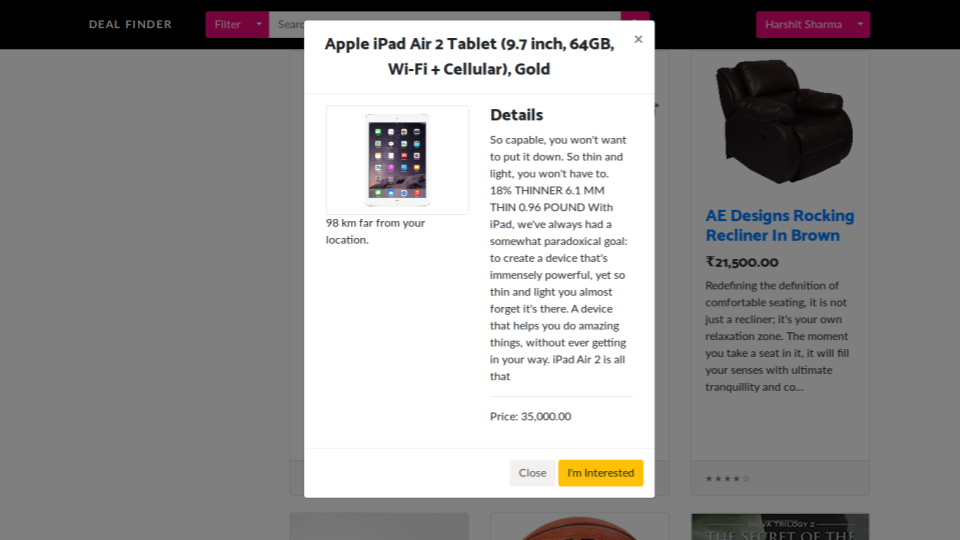 DEAL FINDER
Filter
Searc
Harshit Sharma
Apple iPad Air 2 Tablet (9.7 inch, 64GB,
Wi-Fi + Cellular), Gold
×
98 km far from your
location.
Details
So capable, you won't want
to put it down. So thin and
light, you won't have to.
18% THINNER 6.1 MM
THIN 0.96 POUND With
iPad, we've always had a
somewhat paradoxical goal:
to create a device that's
immensely powerful, yet so
thin and light you almost
forget it's there. A device
that helps you do amazing
things, without ever getting
in your way. iPad Air 2 is all
that
Price: 35,000.00
Close
I'm Interested
AE Designs Rocking
Recliner In Brown
₹21,500.00
Redefining the definition of
comfortable seating, it is not
just a recliner; it's your own
relaxation zone. The moment
you take a seat in it, it will fill
your senses with ultimate
tranquillity and co...
★★★★☆
SHIVA TRILOGY 2
THE SECRET OF THE